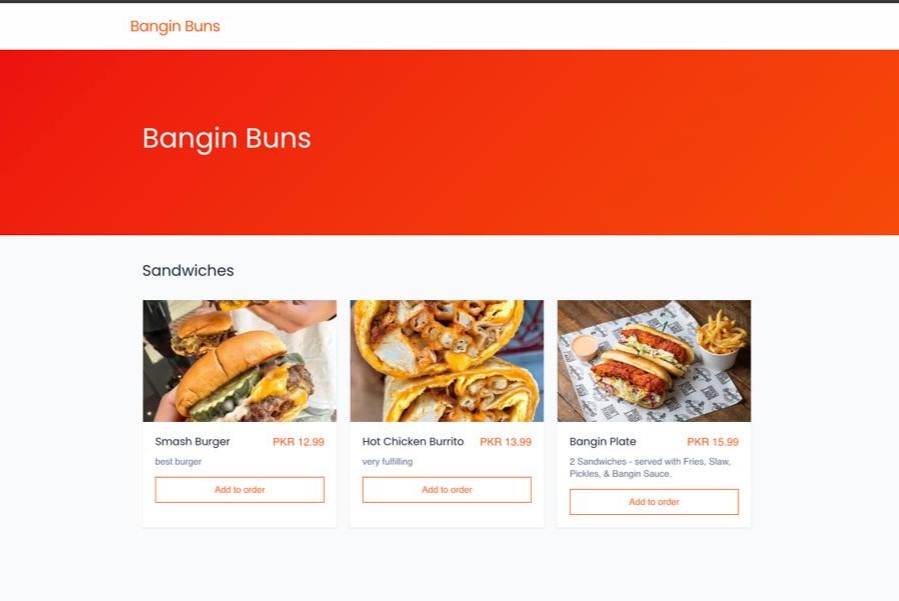 Bangin Buns
Bangin Buns
Sandwiches
Smash Burger PKR 12.99
best burger
Add to order
Hot Chicken Burrito PKR 13.99
very fulfilling
Add to order
Bangin Plate PKR 15.99
2 Sandwiches - served with Fries, Slaw,
Pickles, & Bangin Sauce.
Add to order